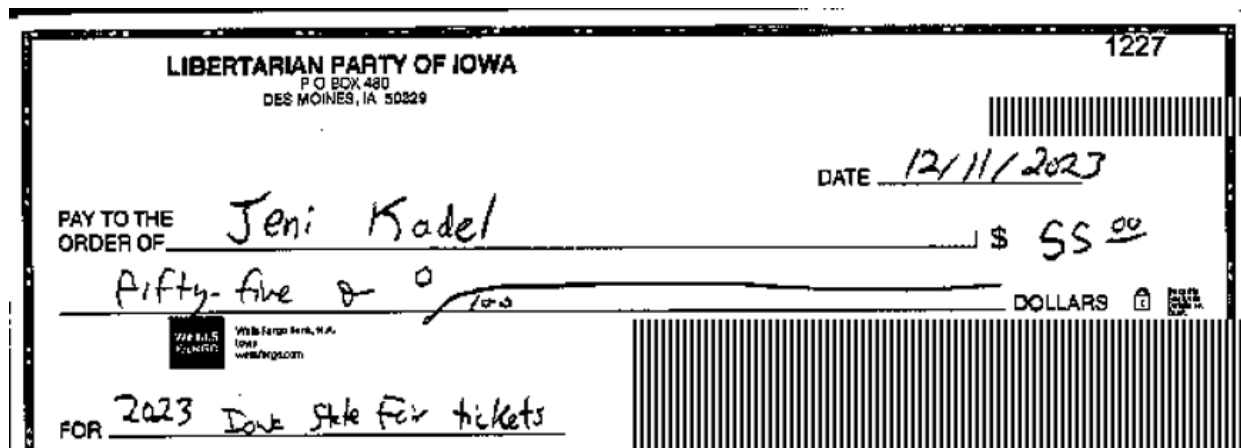 1227
LIBERTARIAN PARTY OF IOWA
P O BOX 480
DES MOINES, IA 50329
DATE 12/11/2023
PAY TO THE
ORDER OF Jeni Kadel $ 55 00
fifty-five & 0/100 DOLLARS
WELLS
FARGO
Wells Fargo Bank, N.A.
Iowa
wellsfargo.com
FOR 2023 Iowa State Fair tickets